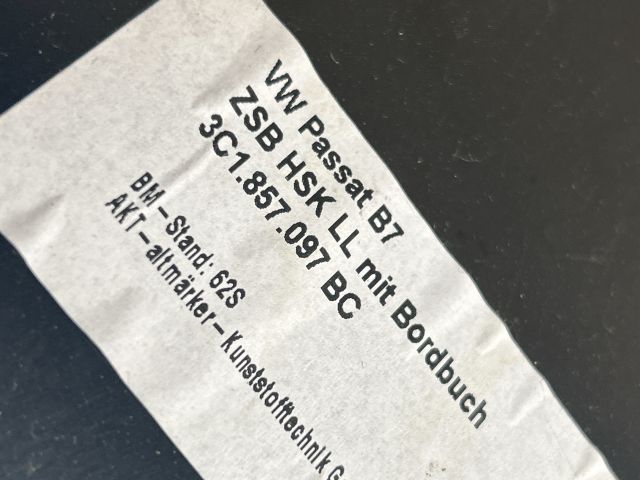 VW Passat B7
ZSB HSK LL mit Bordbuch
3C1.857.097 BC
BM-Stand: 62S
AKT-altmärker-Kunststofftechnik G